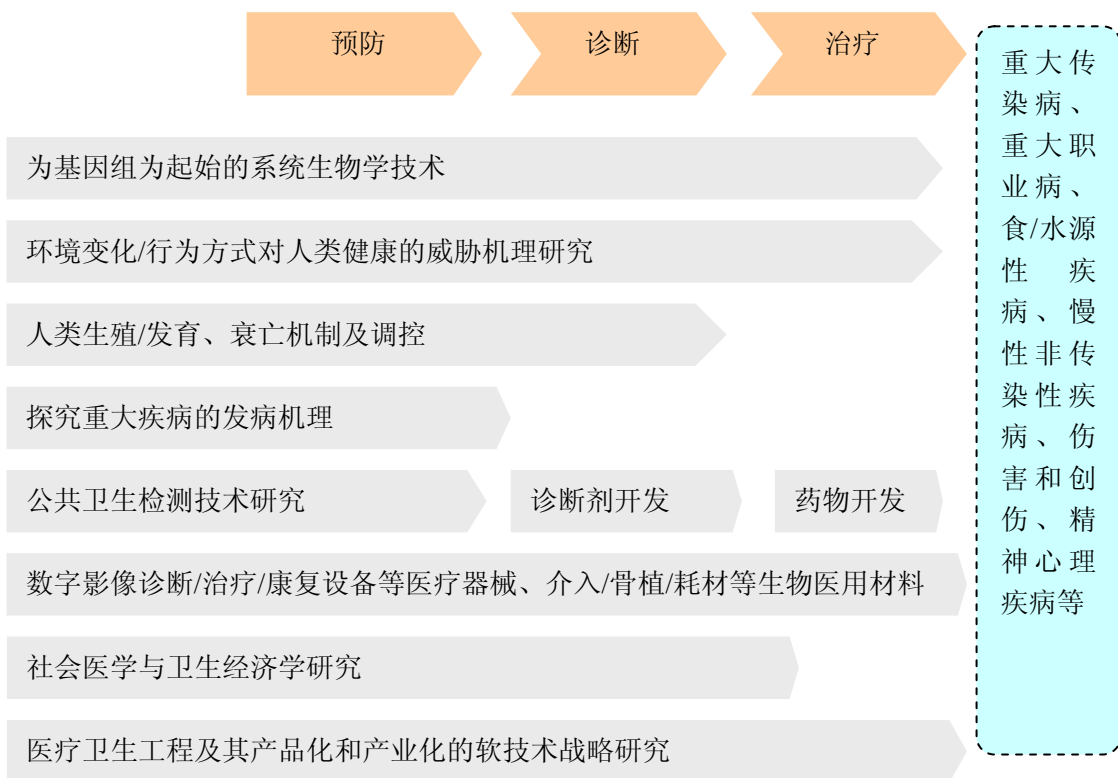 预防
诊断
治疗
为基因组为起始的系统生物学技术
环境变化/行为方式对人类健康的威胁机理研究
人类生殖/发育、衰亡机制及调控
探究重大疾病的发病机理
公共卫生检测技术研究
诊断剂开发
药物开发
数字影像诊断/治疗/康复设备等医疗器械、介入/骨植/耗材等生物医用材料
社会医学与卫生经济学研究
医疗卫生工程及其产品化和产业化的软技术战略研究
重大传
染病、
重大职
业病、
食/水源
性疾
病、慢
性非传
染性疾
病、伤
害和创
伤、精
神心理
疾病等